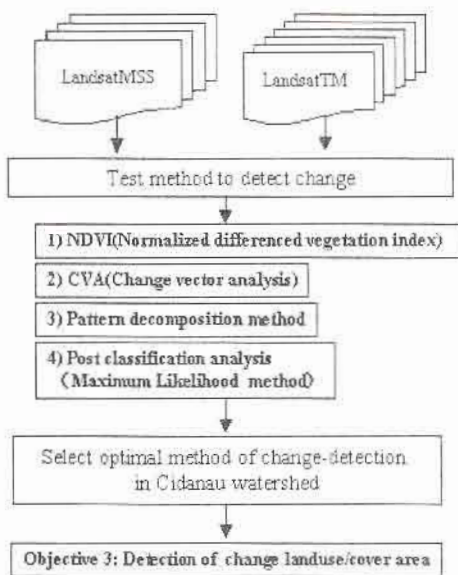 LandsatMSS
LandsatTM
Test method to detect change
1) NDVI(Normalized differenced vegetation index)
2) CVA(Change vector analysis)
3) Pattern decomposition method
4) Post classification analysis
(Maximum Likelihood method)
Select optimal method of change-detection
in Cidanau watershed
Objective 3: Detection of change landuse/cover area